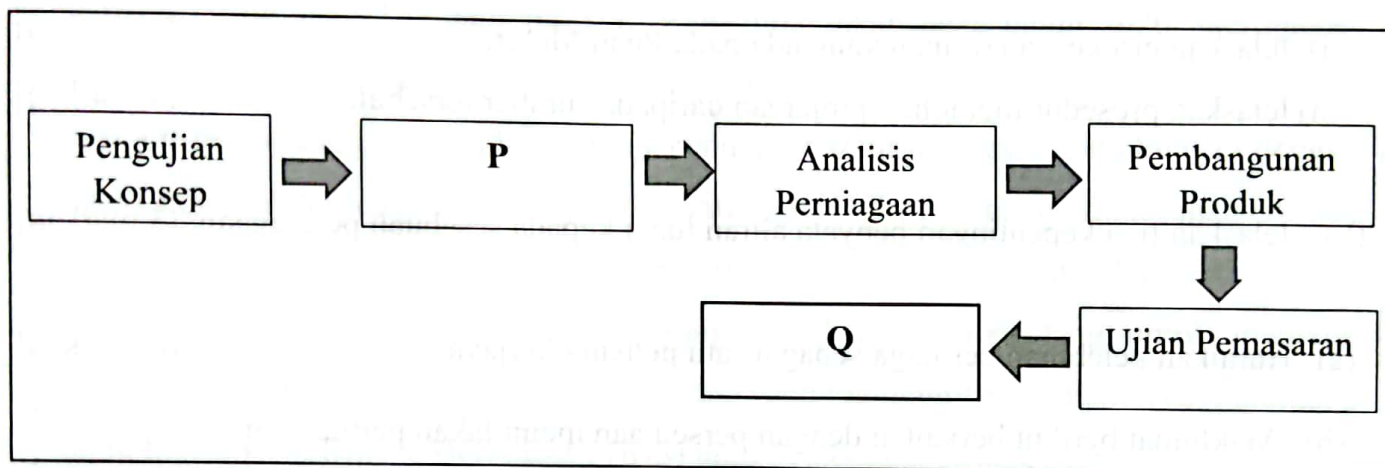 Pengujian
Konsep
P
Analisis
Perniagaan
Pembangunan
Produk
Q
Ujian Pemasaran